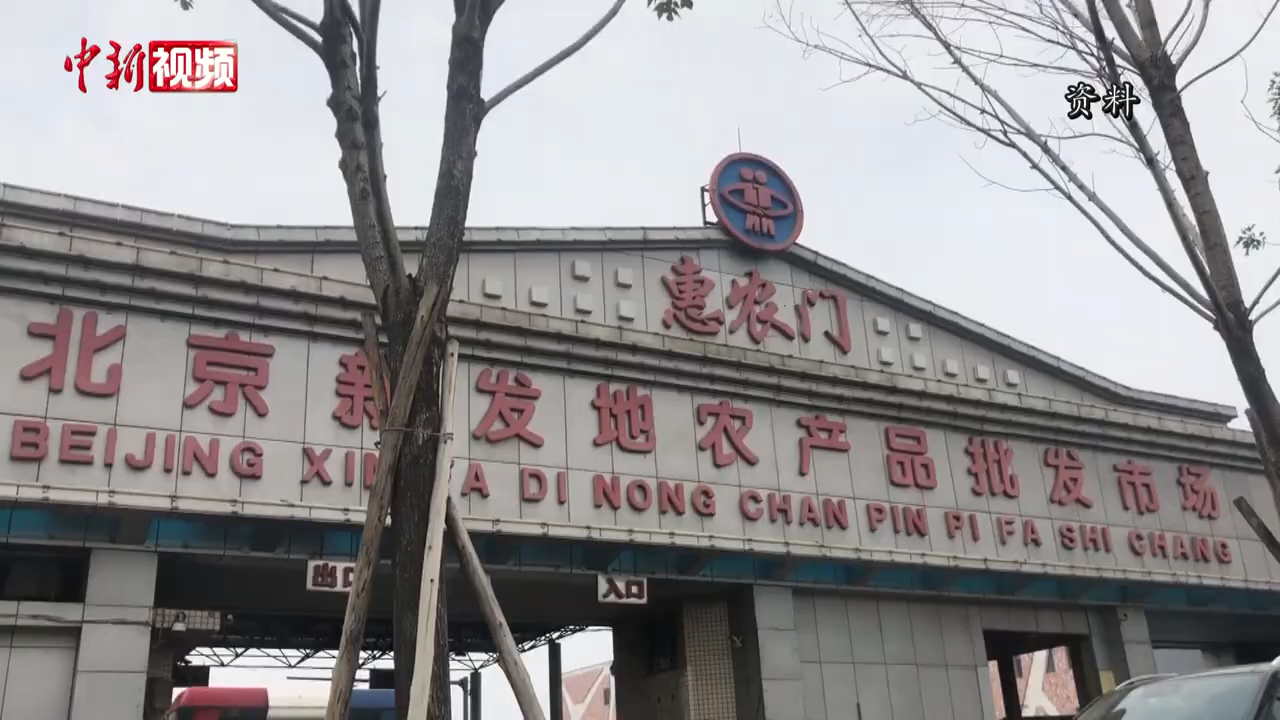 中新视频
资料
惠农门
北京新发地农产品批发市场
BEIJING XIN A DI NONG CHAN PIN PI FA SHI CHANG
出口
入口